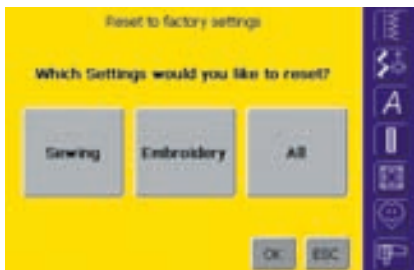 Reset to factory settings
Which Settings would you like to reset?
Sewing Embroidery All
A
OK ESC